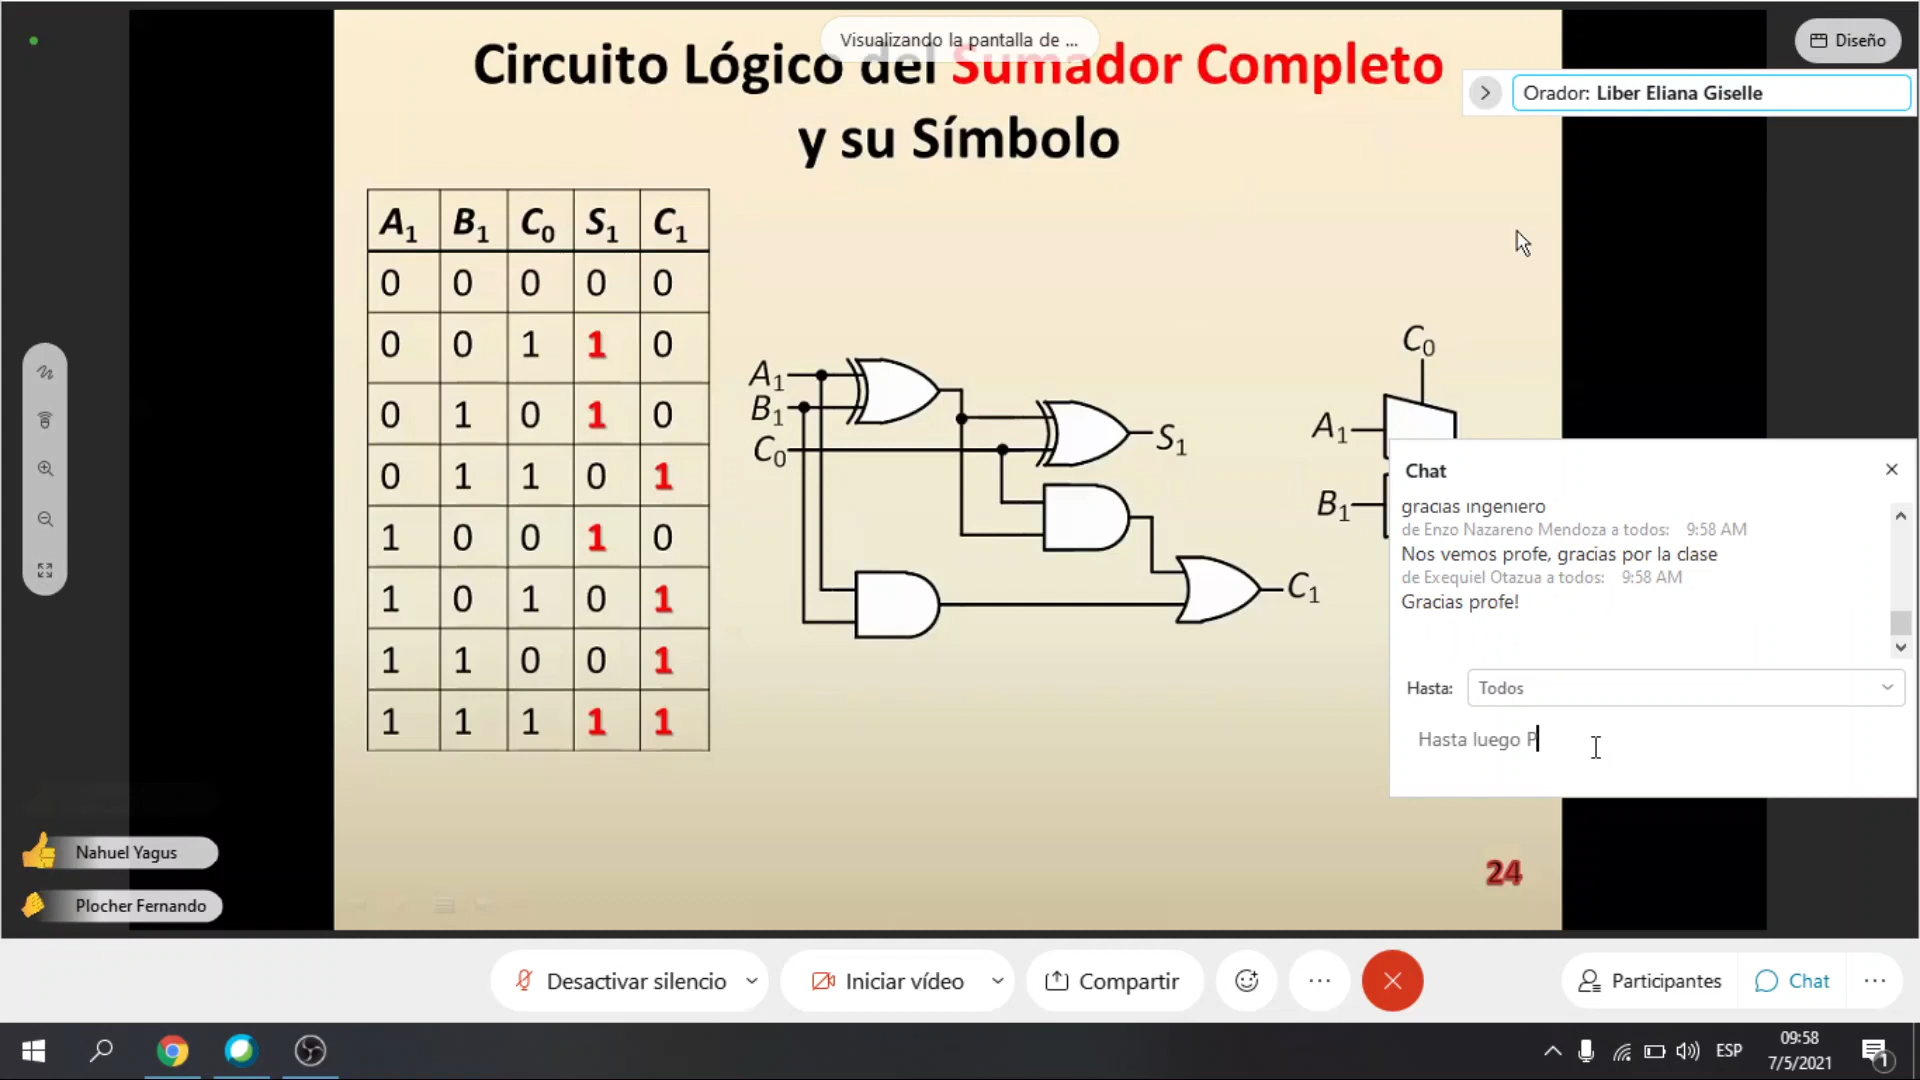 Visualizando la pantalla de ...
Diseño
Orador: Liber Eliana Giselle
Circuito Lógico del Sumador Completo
y su Símbolo
A₁ B₁ C₀ S₁ C₁
0 0 0 0 0
0 0 1 1 0
0 1 0 1 0
0 1 1 0 1
1 0 0 1 0
1 0 1 0 1
1 1 0 0 1
1 1 1 1 1
A₁
B₁
C₀
S₁
C₁
C₀
A₁
B₁
Chat
gracias ingeniero
de Enzo Nazareno Mendoza a todos: 9:58 AM
Nos vemos profe, gracias por la clase
de Exequiel Otazua a todos: 9:58 AM
Gracias profe!
Hasta: Todos
Hasta luego P
24
Nahuel Yagus
Plocher Fernando
Desactivar silencio
Iniciar vídeo
Compartir
Participantes
Chat
ESP
09:58
7/5/2021
1